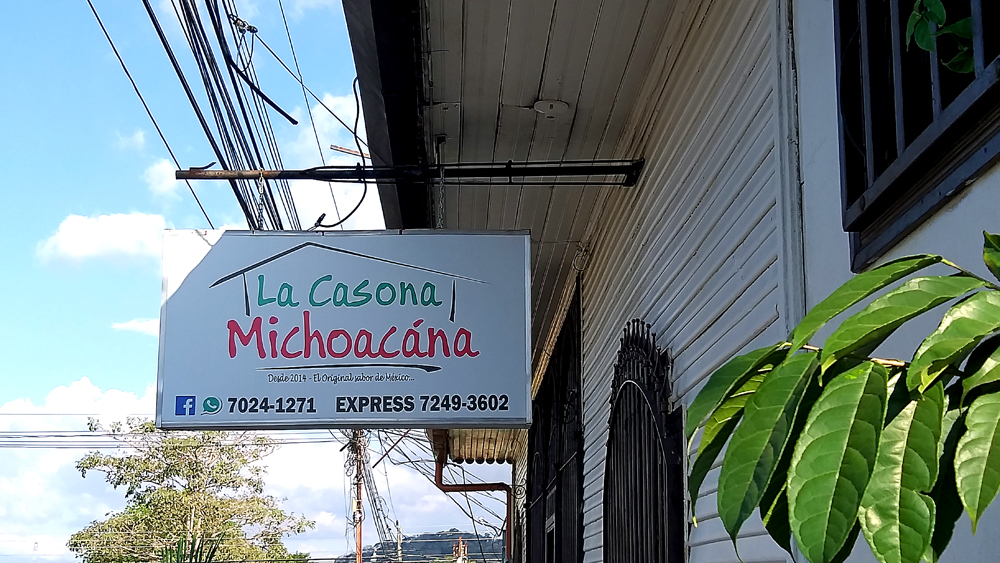 La Casona
Michoacána
Desde 2014 - El Original sabor de México...
7024-1271 EXPRESS 7249-3602